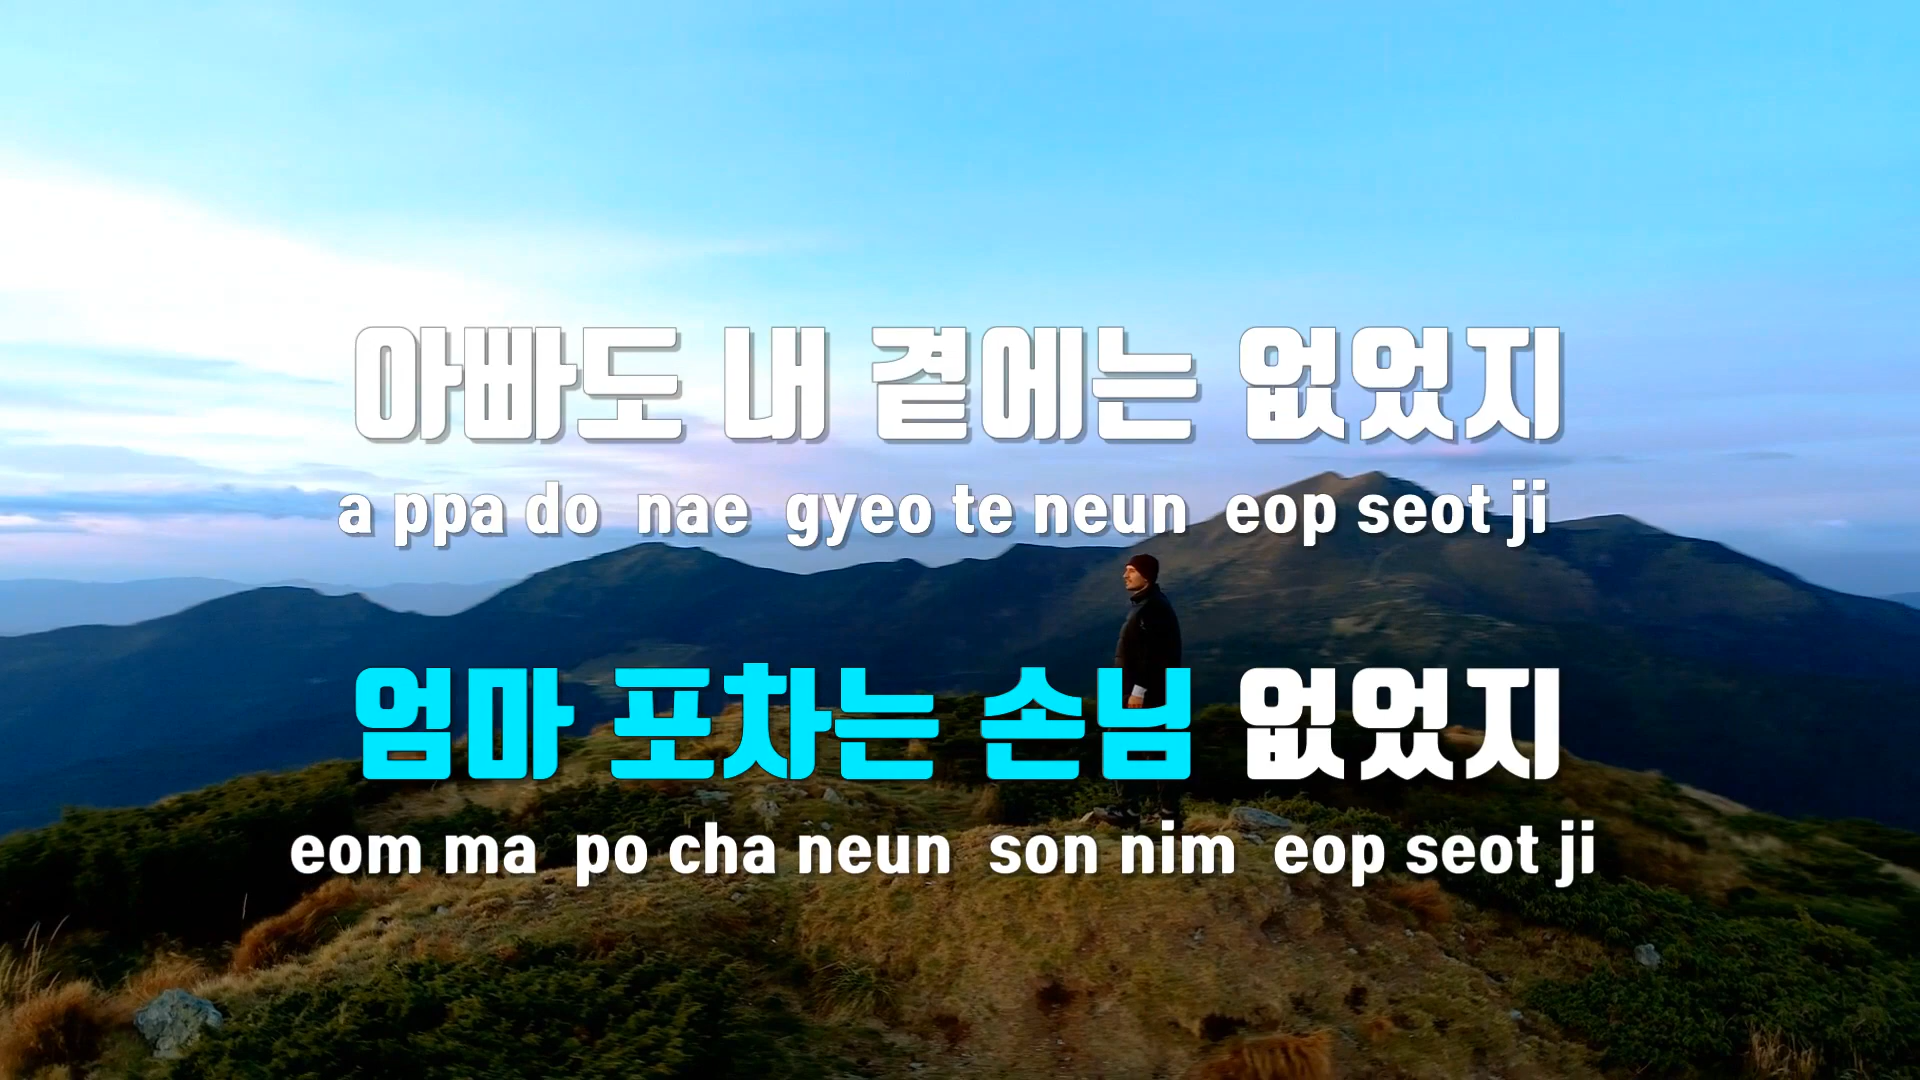 아빠도 내 곁에는 없었지
a ppa do nae gyeo te neun eop seot ji
엄마 포차는 손님 없었지
eom ma po cha neun son nim eop seot ji